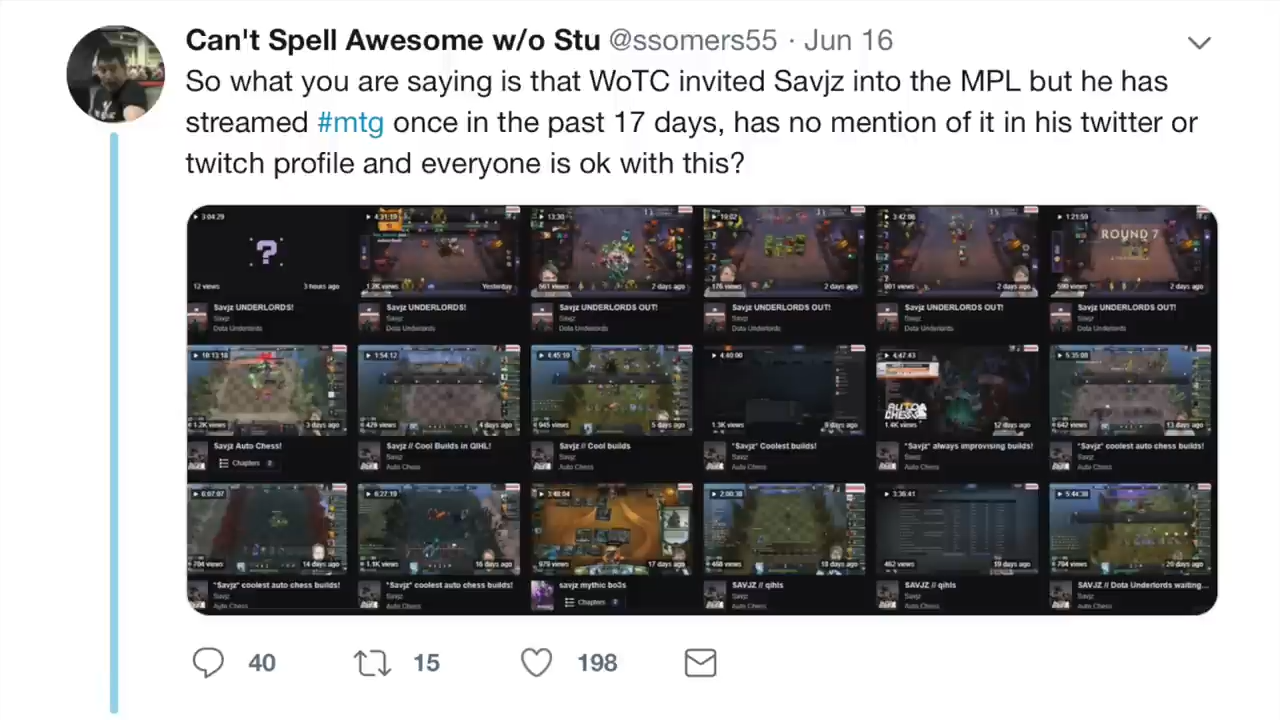 Can't Spell Awesome w/o Stu @ssomers55 · Jun 16
So what you are saying is that WoTC invited Savjz into the MPL but he has
streamed #mtg once in the past 17 days, has no mention of it in his twitter or
twitch profile and everyone is ok with this?
3:04:29 4:31:19 13:30 19:02 3:42:06 1:21:59
ROUND 7
12 views 3 hours ago 1.2K views Yesterday 561 views 2 days ago 176 views 2 days ago 901 views 2 days ago 599 views 2 days ago
Savjz UNDERLORDS! Savjz UNDERLORDS! Savjz UNDERLORDS OUT! Savjz UNDERLORDS OUT! Savjz UNDERLORDS OUT! Savjz UNDERLORDS OUT!
Savjz Savjz Savjz Savjz Savjz Savjz
Dota Underlords Dota Underlords Dota Underlords Dota Underlords Dota Underlords Dota Underlords
10:13:18 1:54:12 4:45:19 4:40:00 4:47:43 5:35:08
AUTO
CHESS
1.2K views 3 days ago 429 views 4 days ago 945 views 5 days ago 1.3K views days ago 1.4K views 12 days ago 642 views 13 days ago
Savjz Auto Chess! Savjz // Cool Builds in QIHL! Savjz // Cool builds "Savjz" Coolest builds! "Savjz" always improvising builds! "Savjz" coolest auto chess builds!
Savjz Savjz Savjz Savjz Savjz
Chapters Auto Chess Auto Chess Auto Chess Auto Chess Auto Chess
6:07:07 6:27:19 3:48:04 2:00:38 3:36:41 5:44:38
784 views 14 days ago 1.1K views 16 days ago 979 views 17 days ago 468 views 18 days ago 462 views 19 days ago 794 views 20 days ago
"Savjz" coolest auto chess builds! "Savjz" coolest auto chess builds! savjz mythic bo3s SAVJZ // qihls SAVJZ // qihls SAVJZ // Dota Underlords waiting...
Savjz Savjz Savjz Savjz Savjz
Auto Chess Auto Chess Chapters Auto Chess Auto Chess Auto Chess
40 15 198